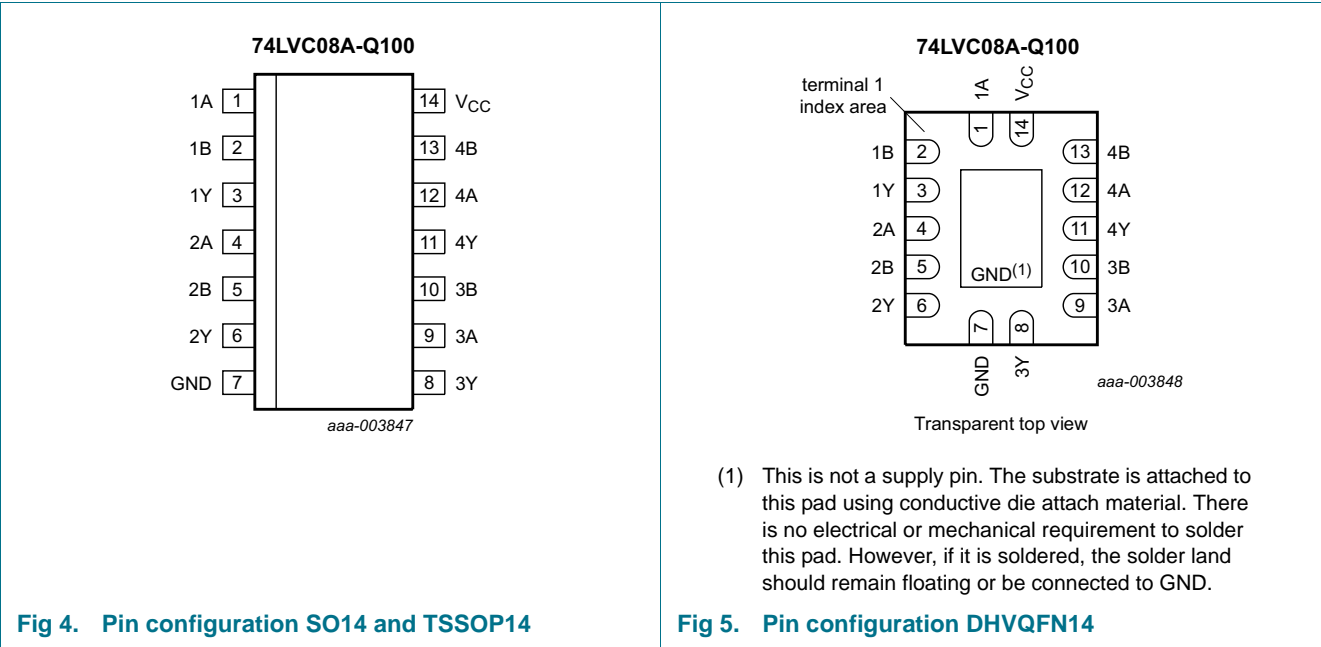 74LVC08A-Q100
1A 1 14 VCC
1B 2 13 4B
1Y 3 12 4A
2A 4 11 4Y
2B 5 10 3B
2Y 6 9 3A
GND 7 8 3Y
aaa-003847
Fig 4. Pin configuration SO14 and TSSOP14
74LVC08A-Q100
terminal 1
index area
1A VCC
1 14
1B 2 13 4B
1Y 3 12 4A
2A 4 11 4Y
2B 5 10 3B
GND(1)
2Y 6 9 3A
7 8
GND 3Y
aaa-003848
Transparent top view
(1) This is not a supply pin. The substrate is attached to
this pad using conductive die attach material. There
is no electrical or mechanical requirement to solder
this pad. However, if it is soldered, the solder land
should remain floating or be connected to GND.
Fig 5. Pin configuration DHVQFN14